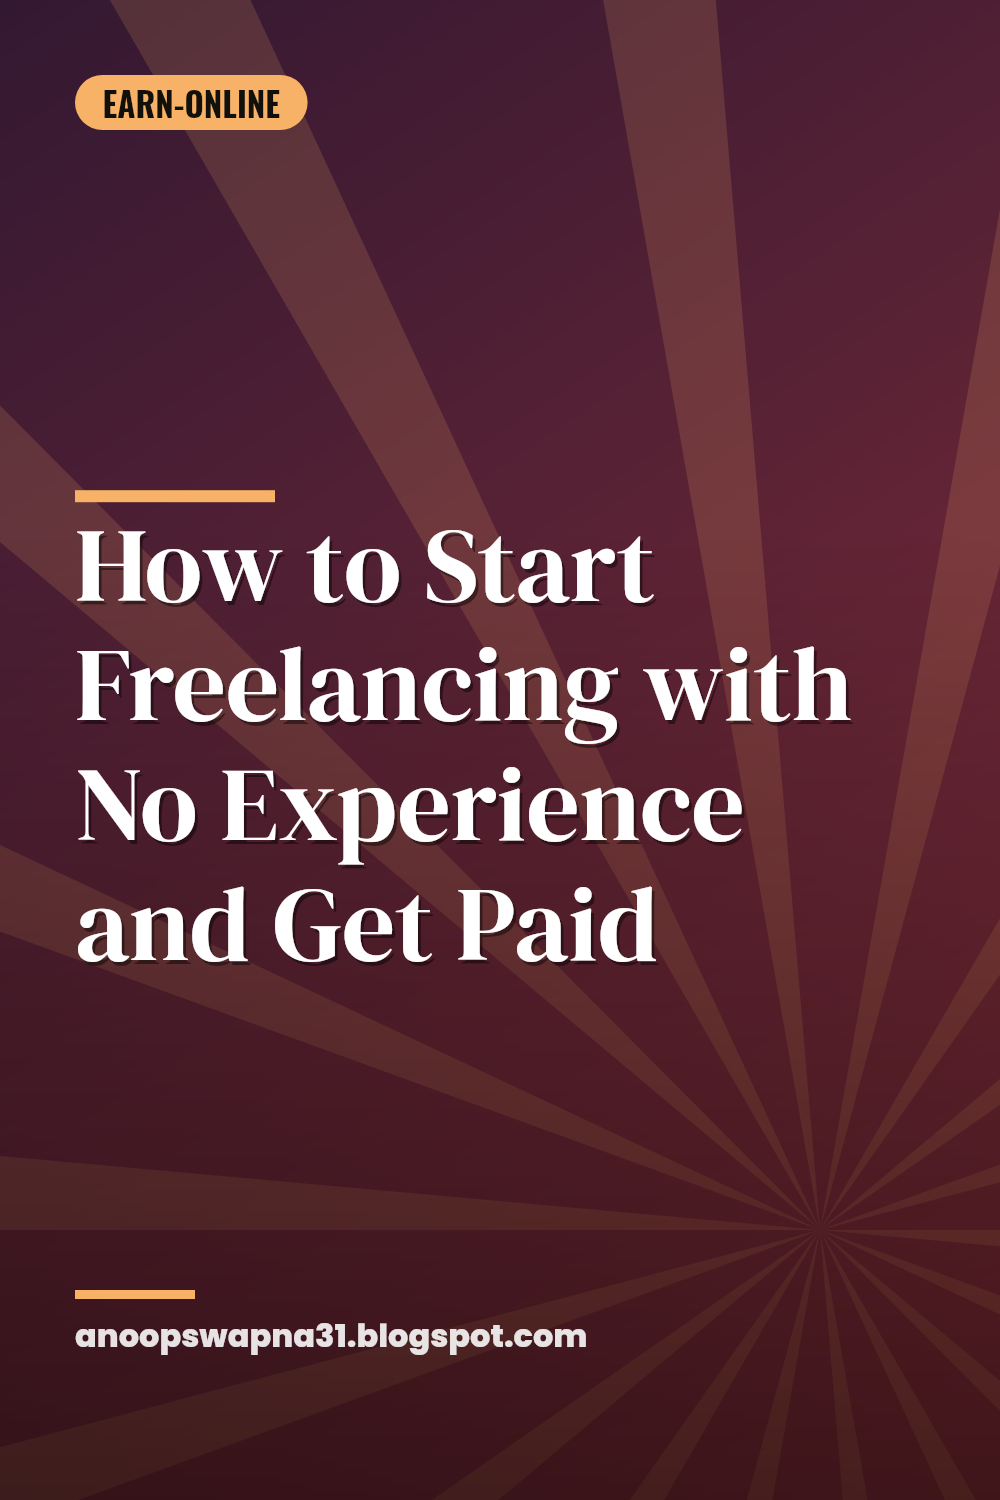 EARN-ONLINE
How to Start
Freelancing with
No Experience
and Get Paid
anoopswapna31.blogspot.com